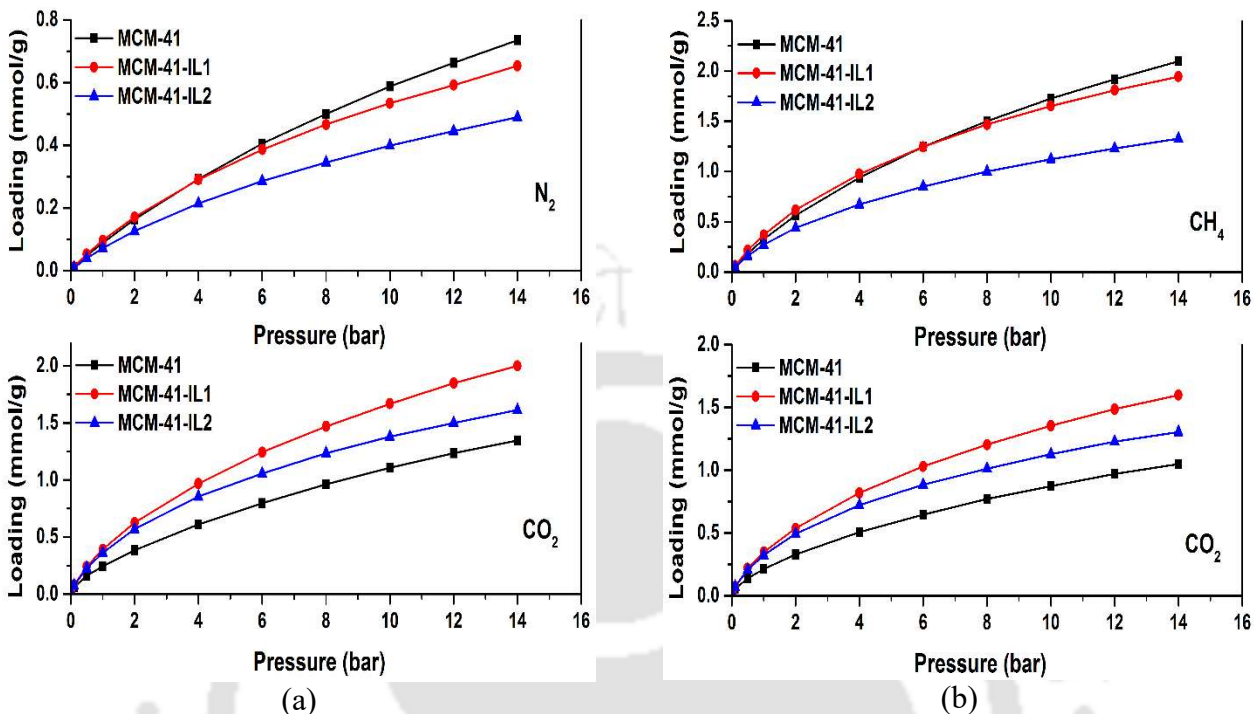 0.8
0.6
0.4
0.2
0.0
Loading (mmol/g)
MCM-41
MCM-41-IL1
MCM-41-IL2
N₂
0 2 4 6 8 10 12 14 16
Pressure (bar)
2.5
2.0
1.5
1.0
0.5
0.0
Loading (mmol/g)
MCM-41
MCM-41-IL1
MCM-41-IL2
CH₄
0 2 4 6 8 10 12 14 16
Pressure (bar)
2.0
1.5
1.0
0.5
0.0
Loading (mmol/g)
MCM-41
MCM-41-IL1
MCM-41-IL2
CO₂
0 2 4 6 8 10 12 14 16
Pressure (bar)
(a)
2.0
1.5
1.0
0.5
0.0
Loading (mmol/g)
MCM-41
MCM-41-IL1
MCM-41-IL2
CO₂
0 2 4 6 8 10 12 14 16
Pressure (bar)
(b)